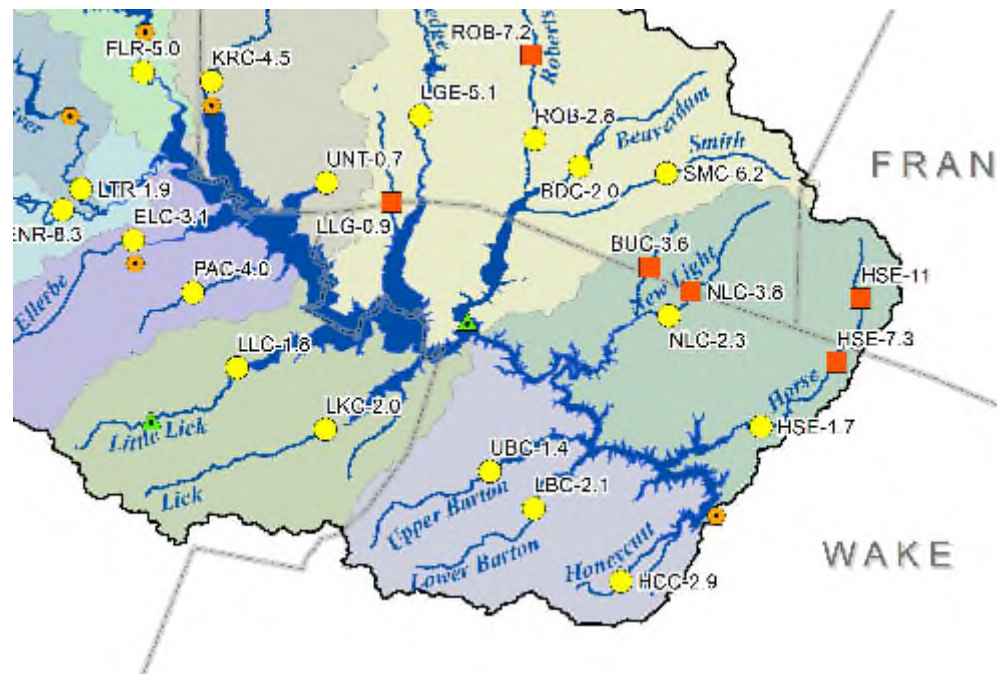 ROB-7.2
FLR-5.0
KRC-4.5
LGE-5.1
Roberts
ROB-2.8
Beaverdam
Smith
FRAN
UNT-0.7
BDC-2.0
SMC-6.2
LTR-1.9
ELC-3.1
LLG-0.9
BUC-3.6
PAC-4.0
New Light
NLC-3.8
HSE-11
Ellerbe
NLC-2.3
HSE-7.3
LLC-1.8
Horse
LKC-2.0
Little Lick
HSE-1.7
UBC-1.4
Lick
LBC-2.1
Upper Barton
WAKE
Lower Barton
Honeycutt
HCC-2.9